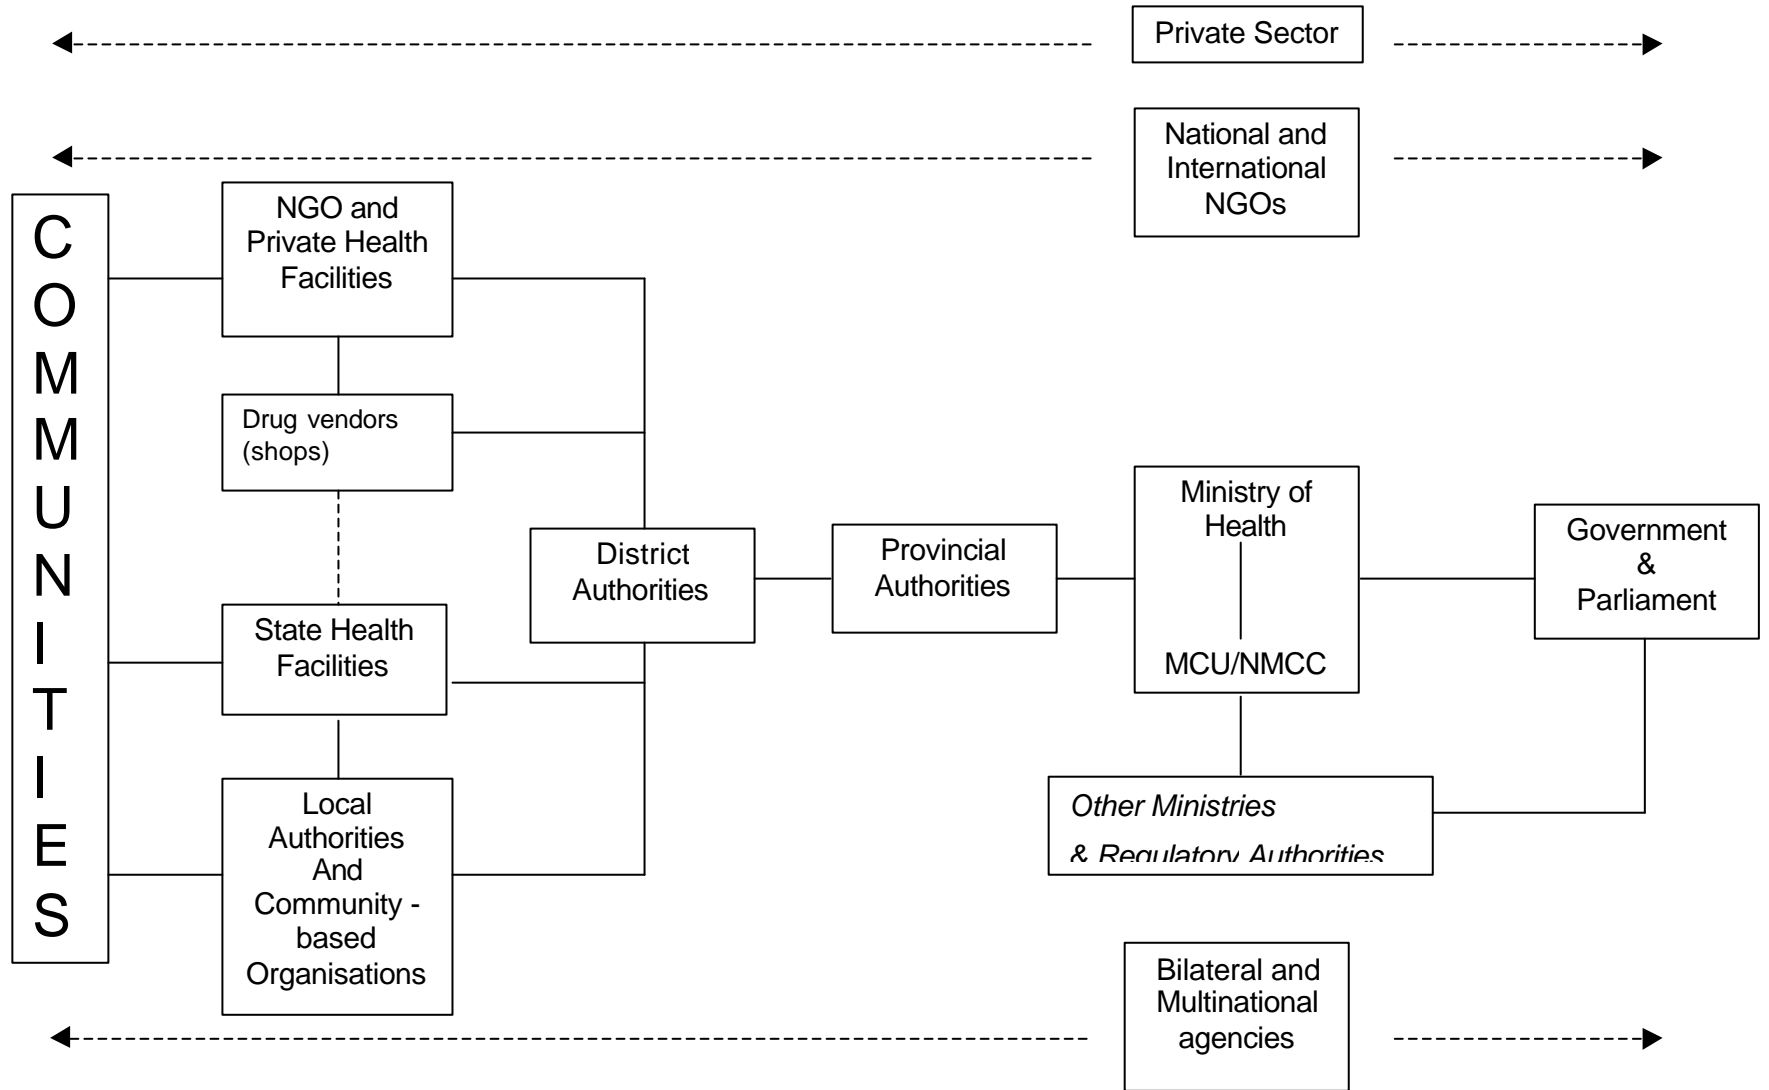 Private Sector
National and
International
NGOs
COMMUNITIES
NGO and
Private Health
Facilities
Drug vendors
(shops)
State Health
Facilities
Local
Authorities
And
Community -
based
Organisations
District
Authorities
Provincial
Authorities
Ministry of
Health
MCU/NMCC
Government
&
Parliament
Other Ministries
& Regulatory Authorities
Bilateral and
Multinational
agencies